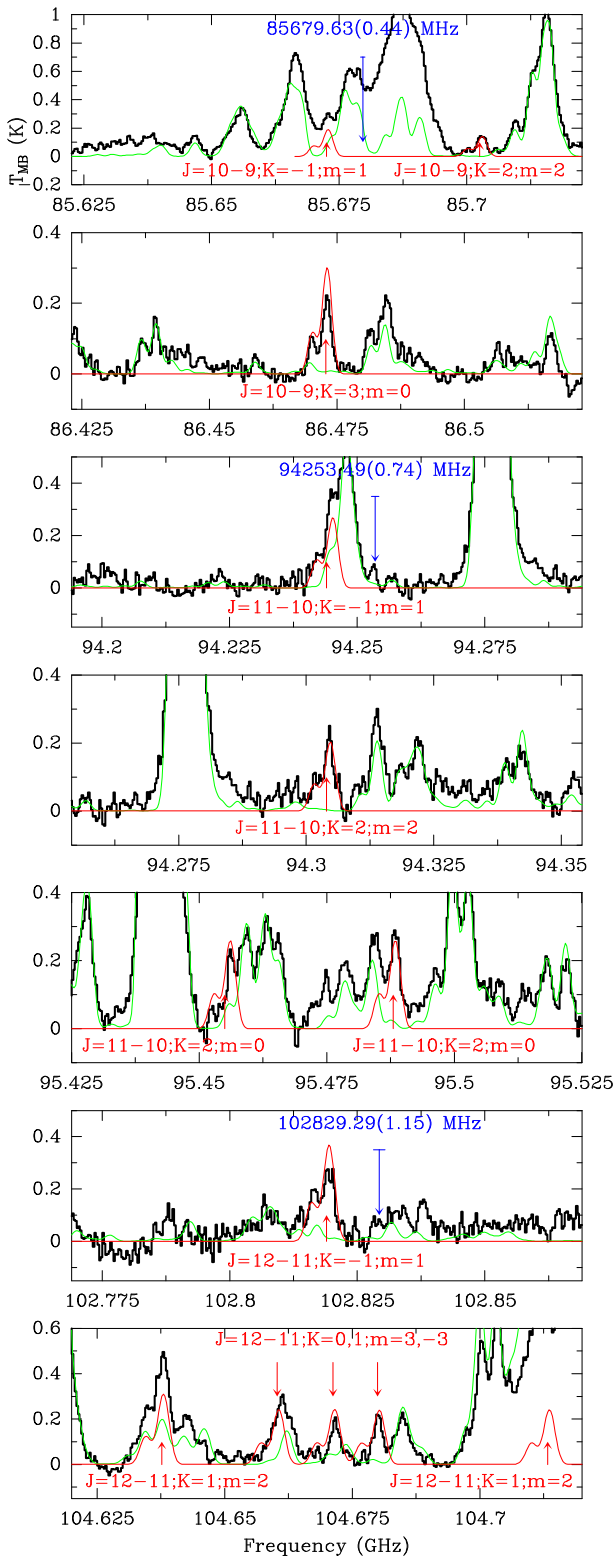 1
85679.63(0.44) MHz
0.8
0.6
0.4
0.2
0
0.2
T_MB (K)
J=10-9;K=-1;m=1 J=10-9;K=2;m=2
85.625 85.65 85.675 85.7
0.4
0.2
0
J=10-9;K=3;m=0
86.425 86.45 86.475 86.5
94253.49(0.74) MHz
0.4
0.2
0
J=11-10;K=-1;m=1
94.2 94.225 94.25 94.275
0.4
0.2
0
J=11-10;K=2;m=2
94.275 94.3 94.325 94.35
0.4
0.2
0
J=11-10;K=2;m=0 J=11-10;K=2;m=0
95.425 95.45 95.475 95.5 95.525
102829.29(1.15) MHz
0.4
0.2
0
J=12-11;K=-1;m=1
102.775 102.8 102.825 102.85
0.6
J=12-11;K=0,1;m=3,-3
0.4
0.2
0
J=12-11;K=1;m=2 J=12-11;K=1;m=2
104.625 104.65 104.675 104.7
Frequency (GHz)